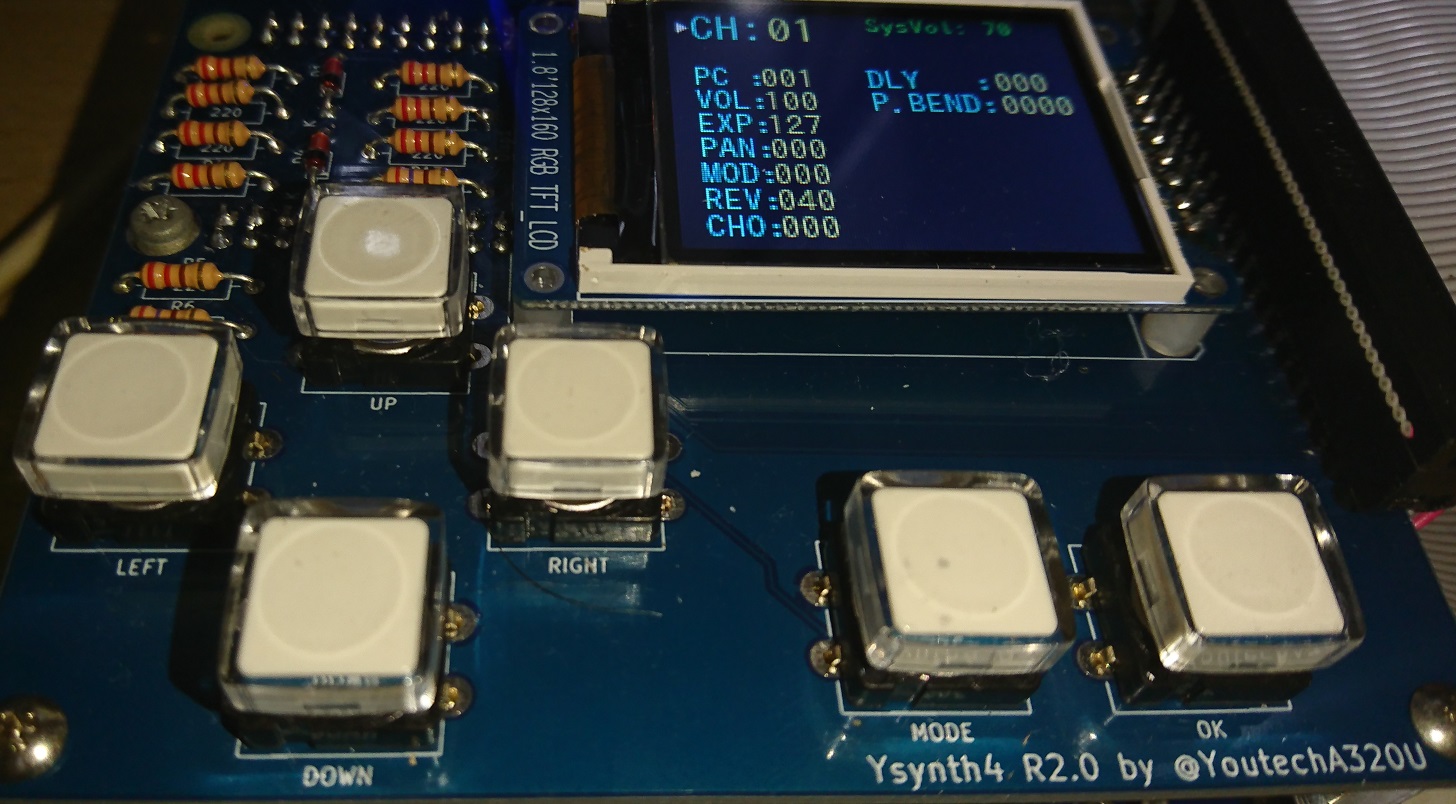 ▶CH:01 SysVol: 70
PC :001 DLY :000
VOL:100 P.BEND:0000
EXP:127
PAN:000
MOD:000
REV:040
CHO:000
1.8'128x160 RGB TFT_LCD
220
220
220
220
220
R6
UP
LEFT
RIGHT
DOWN
MODE
OK
Ysynth4 R2.0 by @YoutechA320U